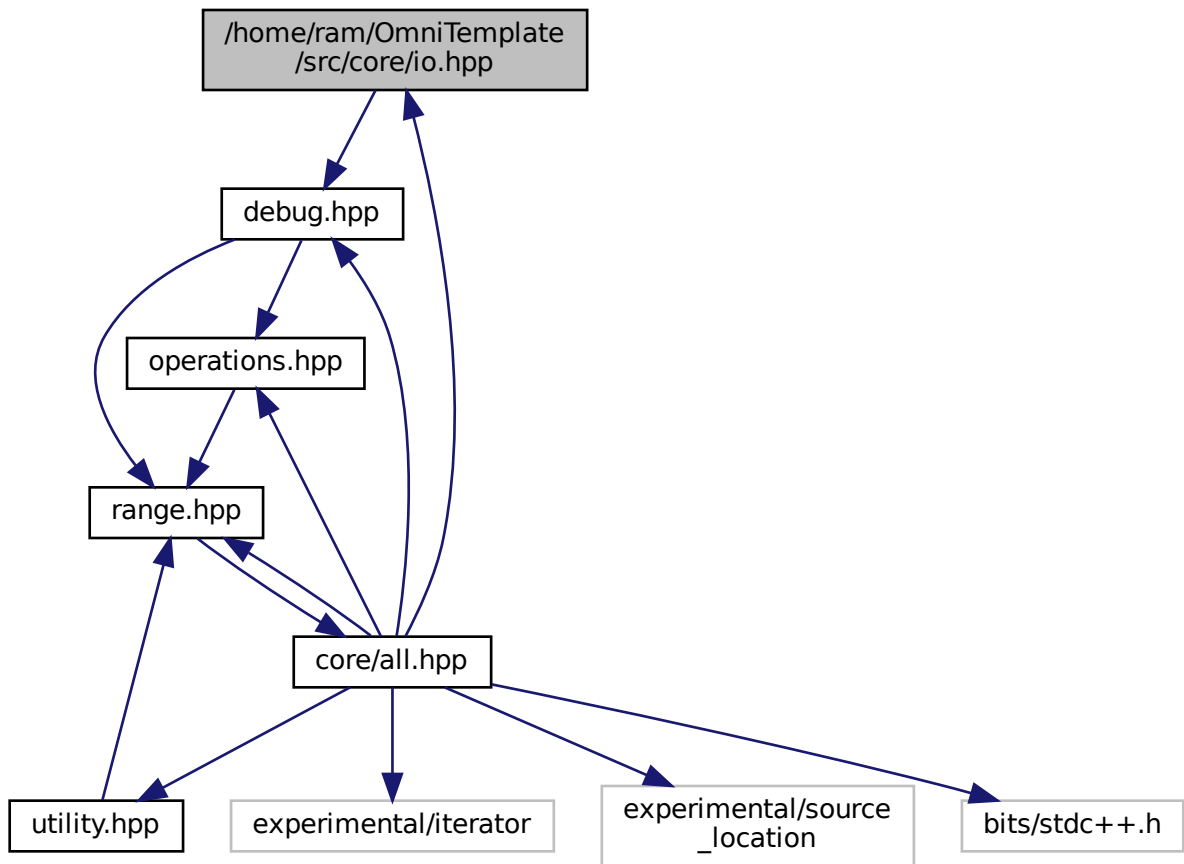 /home/ram/OmniTemplate
/src/core/io.hpp
debug.hpp
operations.hpp
range.hpp
core/all.hpp
utility.hpp
experimental/iterator
experimental/source
_location
bits/stdc++.h